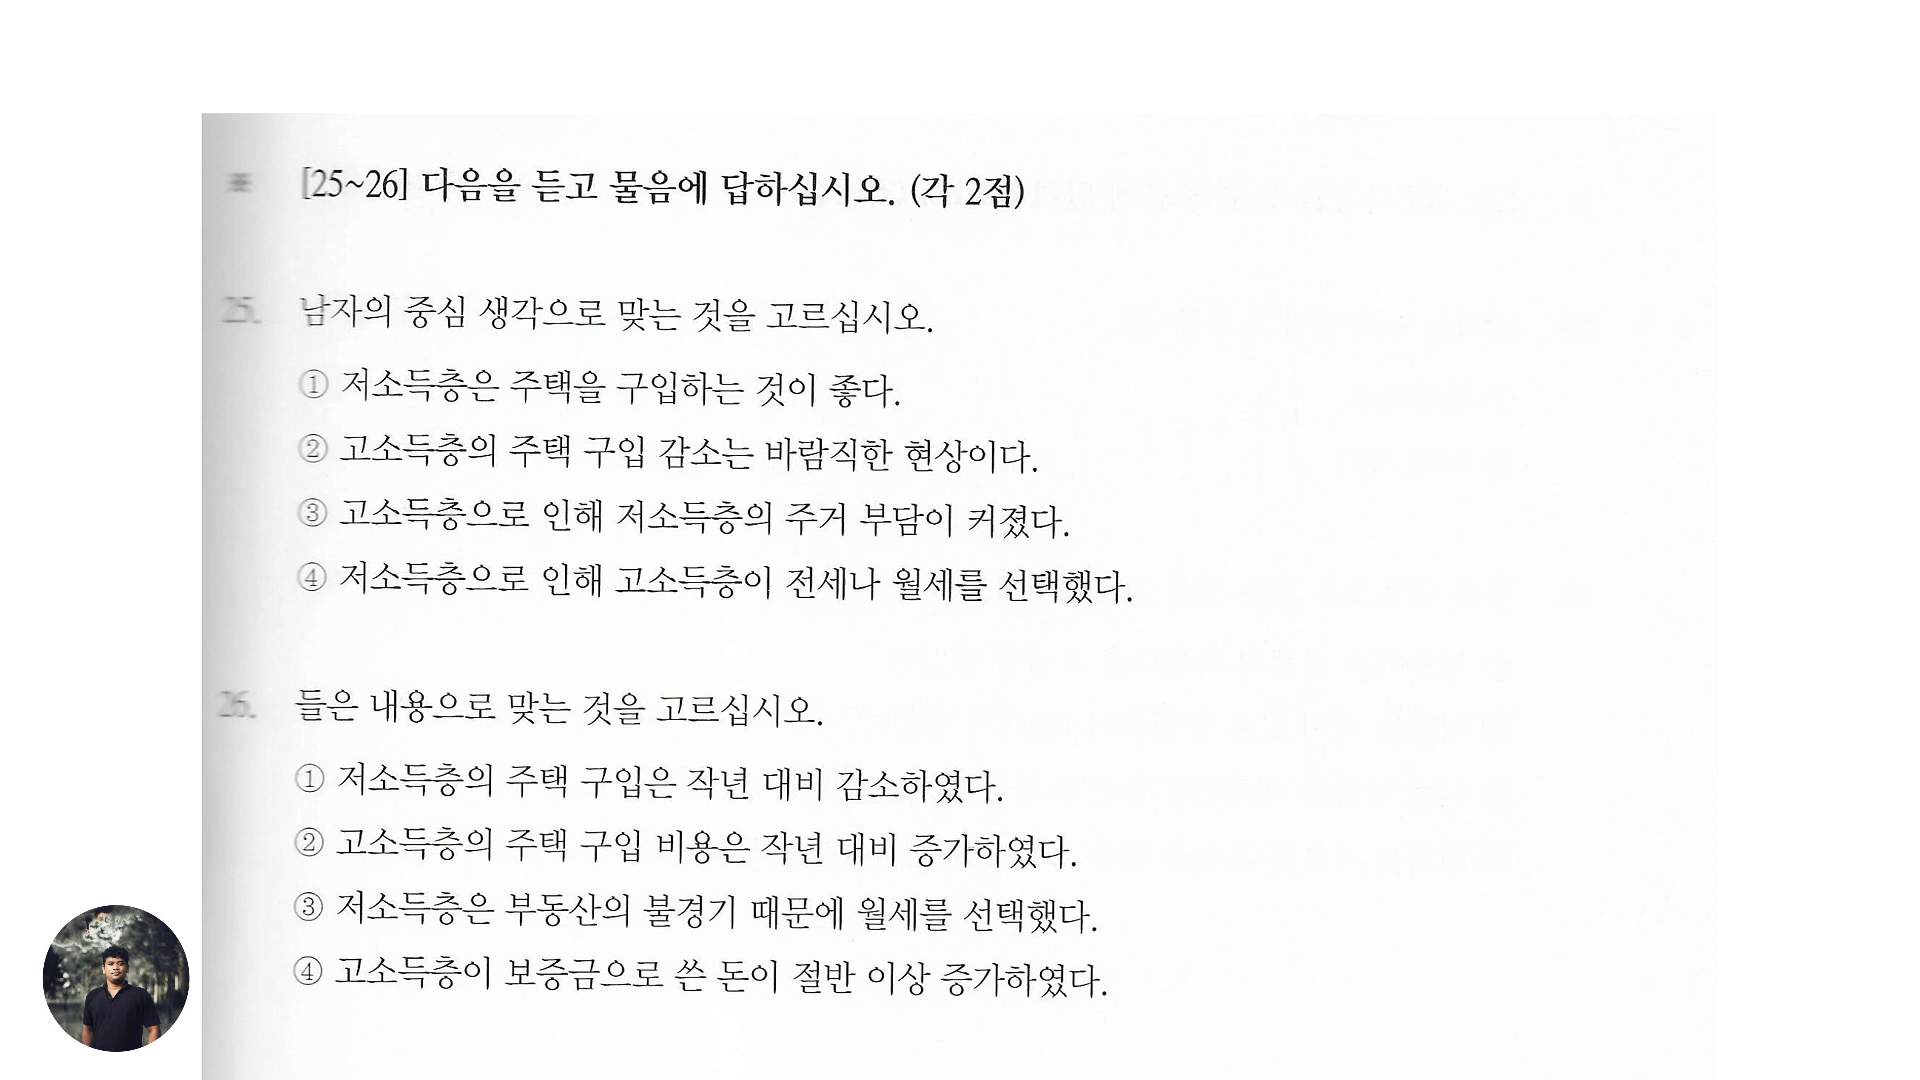 ※ [25~26] 다음을 듣고 물음에 답하십시오. (각 2점)
25. 남자의 중심 생각으로 맞는 것을 고르십시오.
① 저소득층은 주택을 구입하는 것이 좋다.
② 고소득층의 주택 구입 감소는 바람직한 현상이다.
③ 고소득층으로 인해 저소득층의 주거 부담이 커졌다.
④ 저소득층으로 인해 고소득층이 전세나 월세를 선택했다.
26. 들은 내용으로 맞는 것을 고르십시오.
① 저소득층의 주택 구입은 작년 대비 감소하였다.
② 고소득층의 주택 구입 비용은 작년 대비 증가하였다.
③ 저소득층은 부동산의 불경기 때문에 월세를 선택했다.
④ 고소득층이 보증금으로 쓴 돈이 절반 이상 증가하였다.